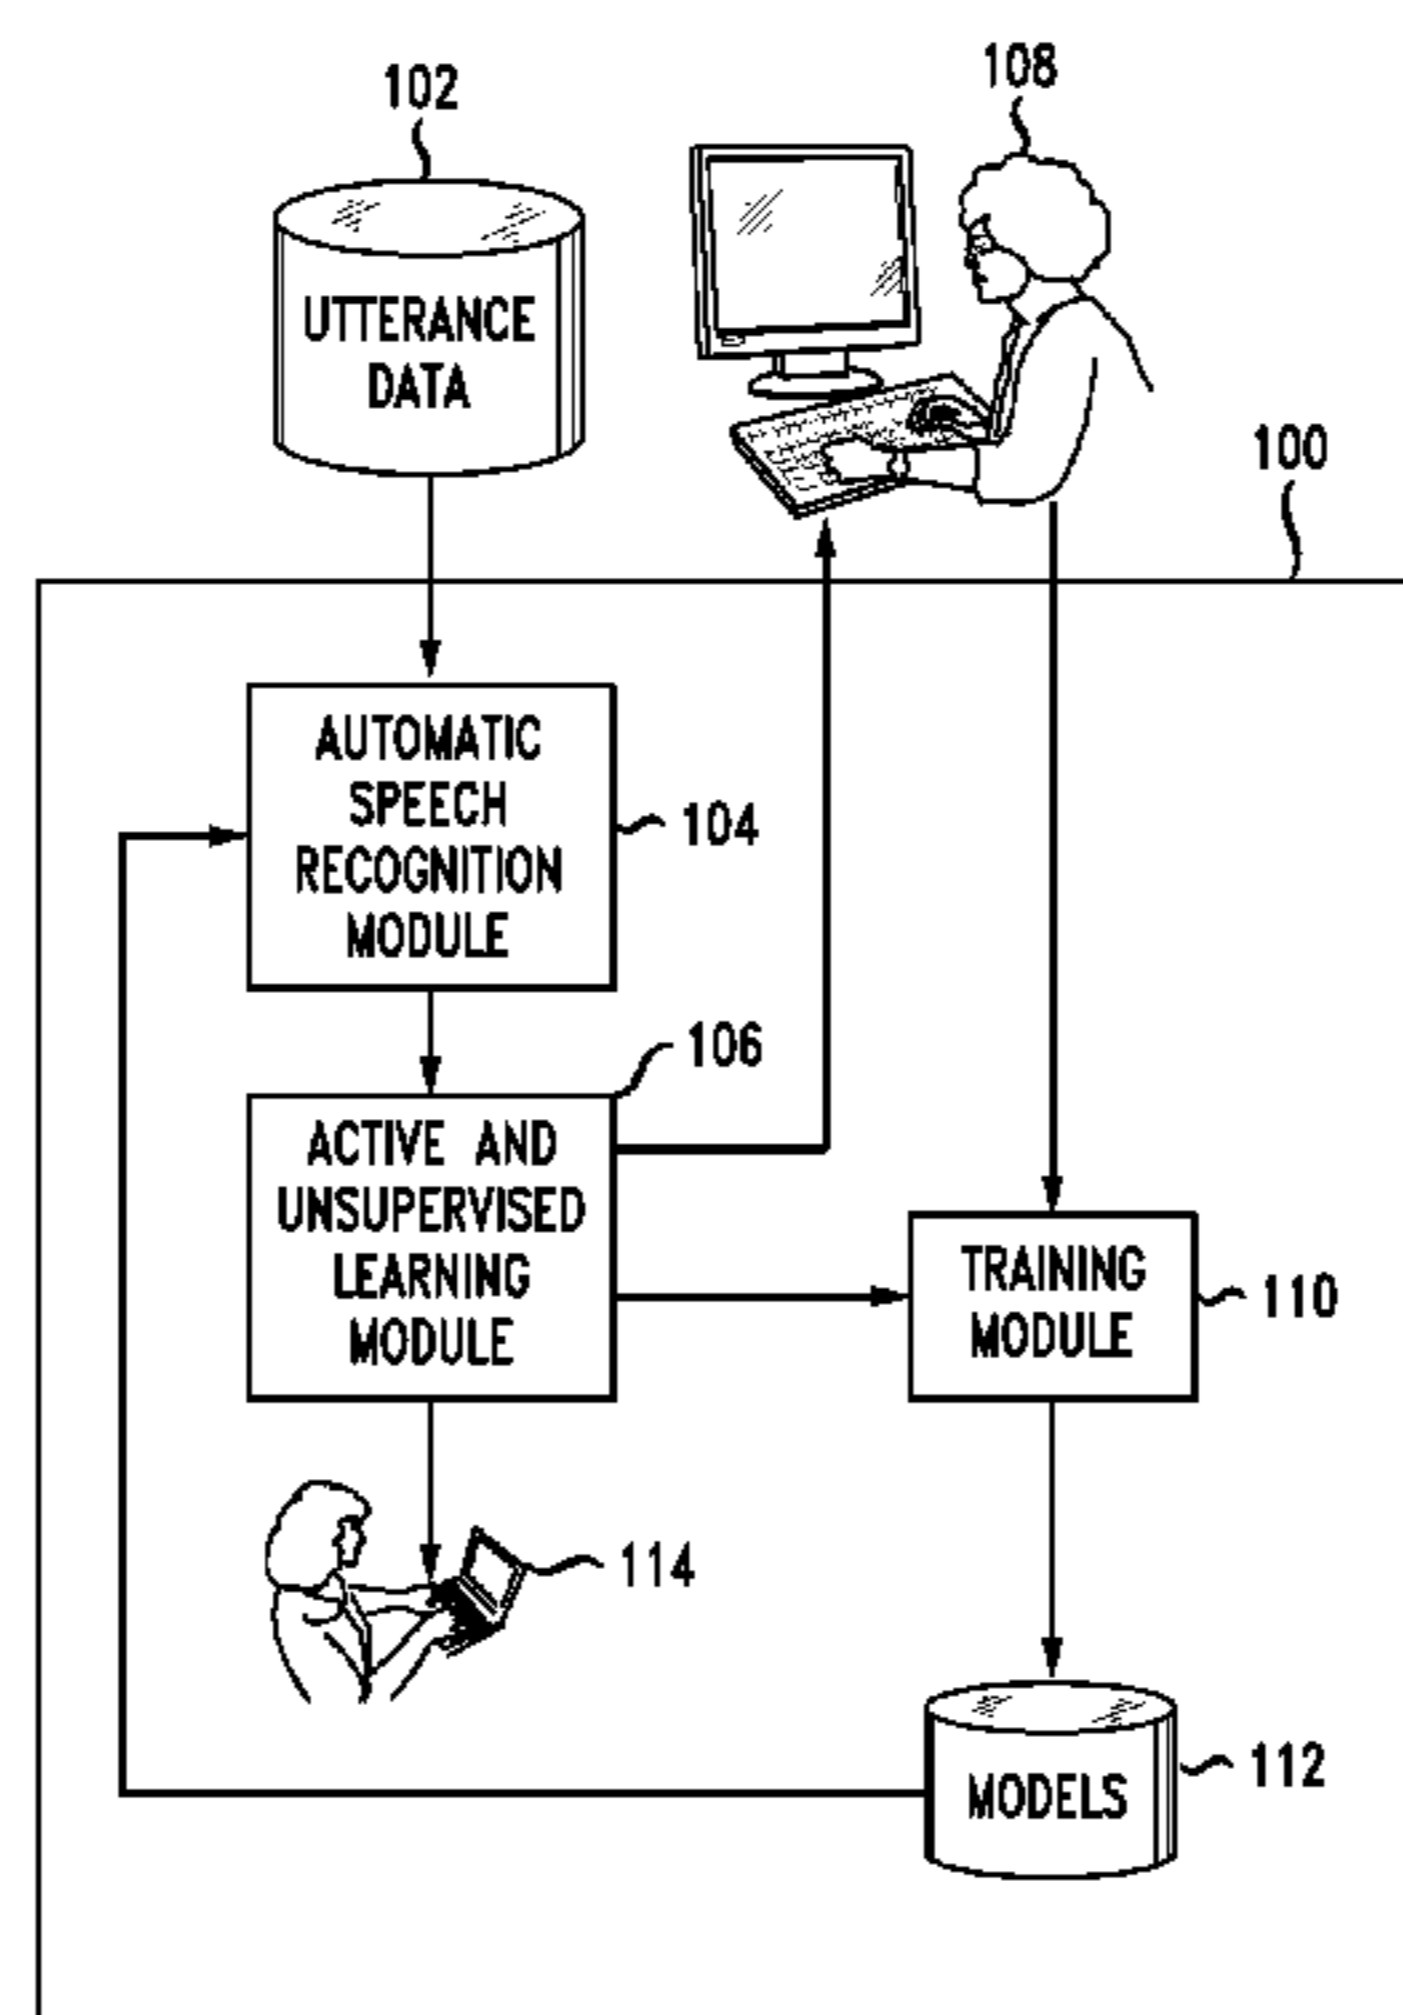 102
108
UTTERANCE
DATA
100
AUTOMATIC
SPEECH
RECOGNITION
MODULE
104
106
ACTIVE AND
UNSUPERVISED
LEARNING
MODULE
TRAINING
MODULE
110
114
MODELS
112